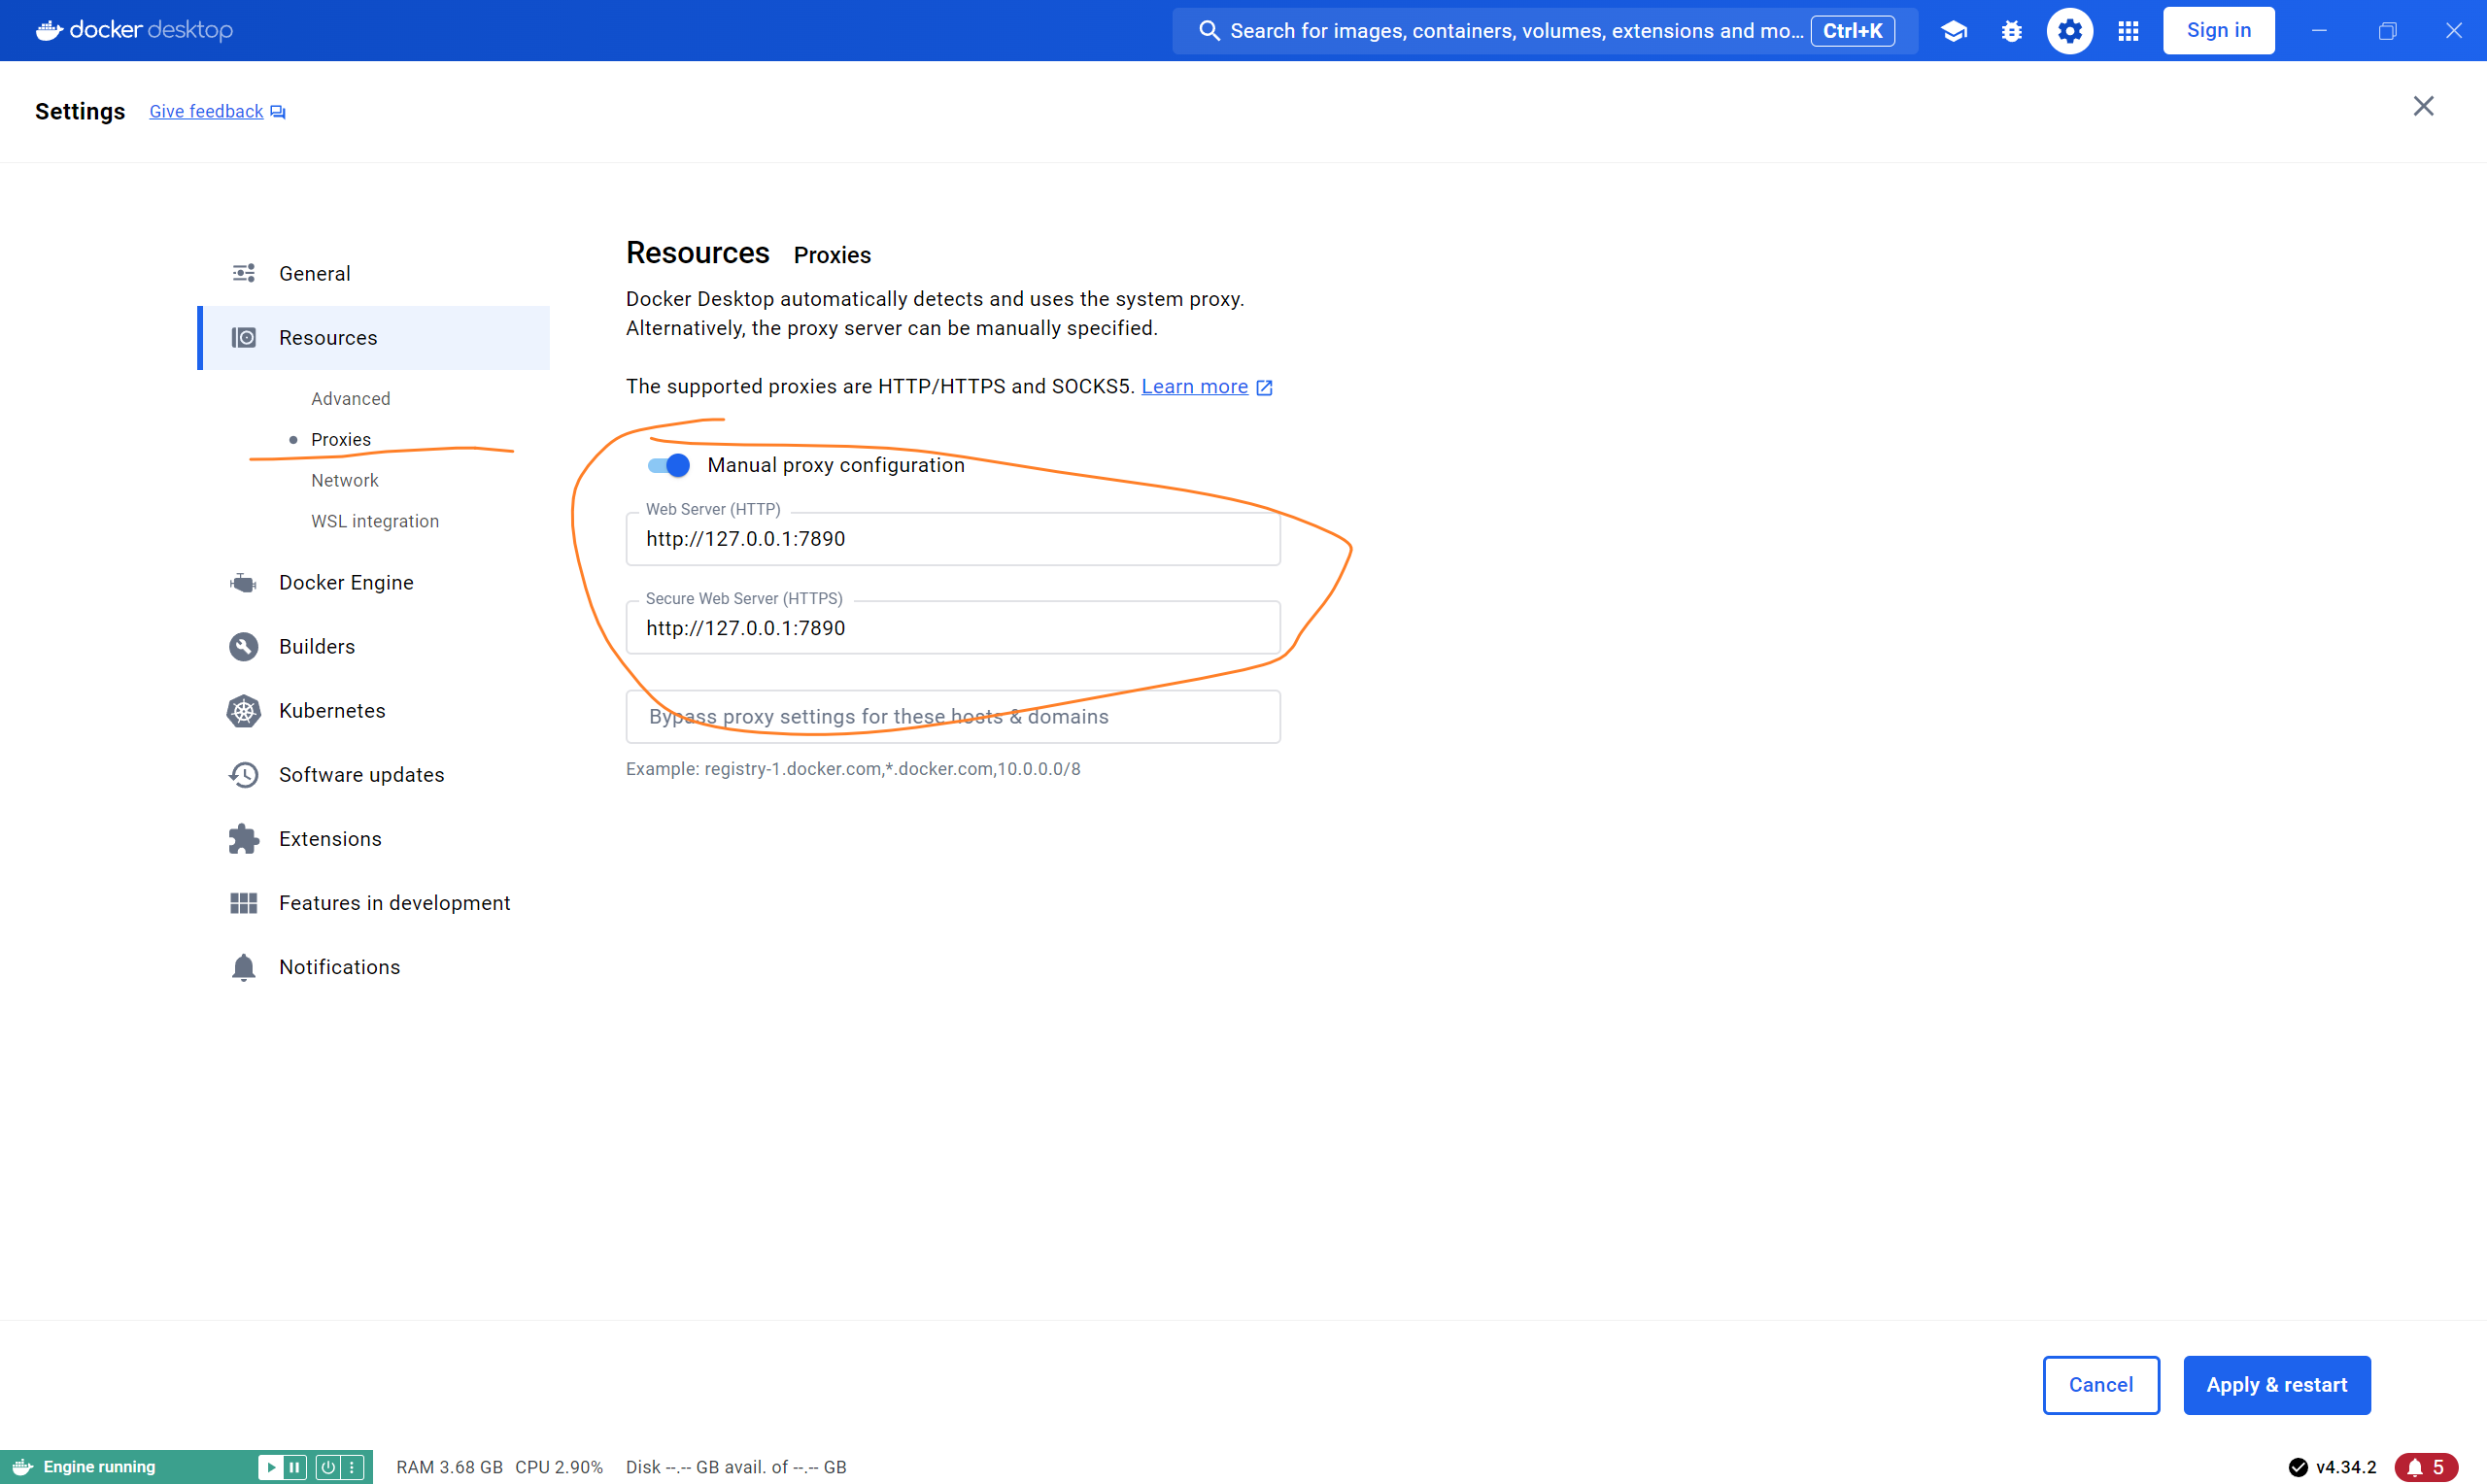 docker desktop
Search for images, containers, volumes, extensions and mo... Ctrl+K
Sign in
Settings Give feedback
General
Resources
Advanced
Proxies
Network
WSL integration
Docker Engine
Builders
Kubernetes
Software updates
Extensions
Features in development
Notifications
Resources Proxies
Docker Desktop automatically detects and uses the system proxy.
Alternatively, the proxy server can be manually specified.
The supported proxies are HTTP/HTTPS and SOCKS5. Learn more
Manual proxy configuration
Web Server (HTTP)
http://127.0.0.1:7890
Secure Web Server (HTTPS)
http://127.0.0.1:7890
Bypass proxy settings for these hosts & domains
Example: registry-1.docker.com,*.docker.com,10.0.0.0/8
Cancel Apply & restart
Engine running RAM 3.68 GB CPU 2.90% Disk --.-- GB avail. of --.-- GB v4.34.2 5